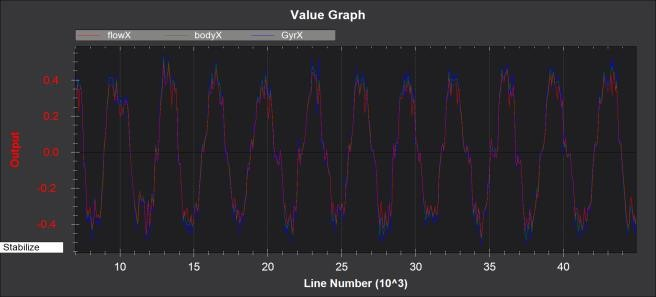 Value Graph
flowX bodyX GyrX
0.4
0.2
0.0
-0.2
-0.4
Output
Stabilize
10 15 20 25 30 35 40
Line Number (10^3)